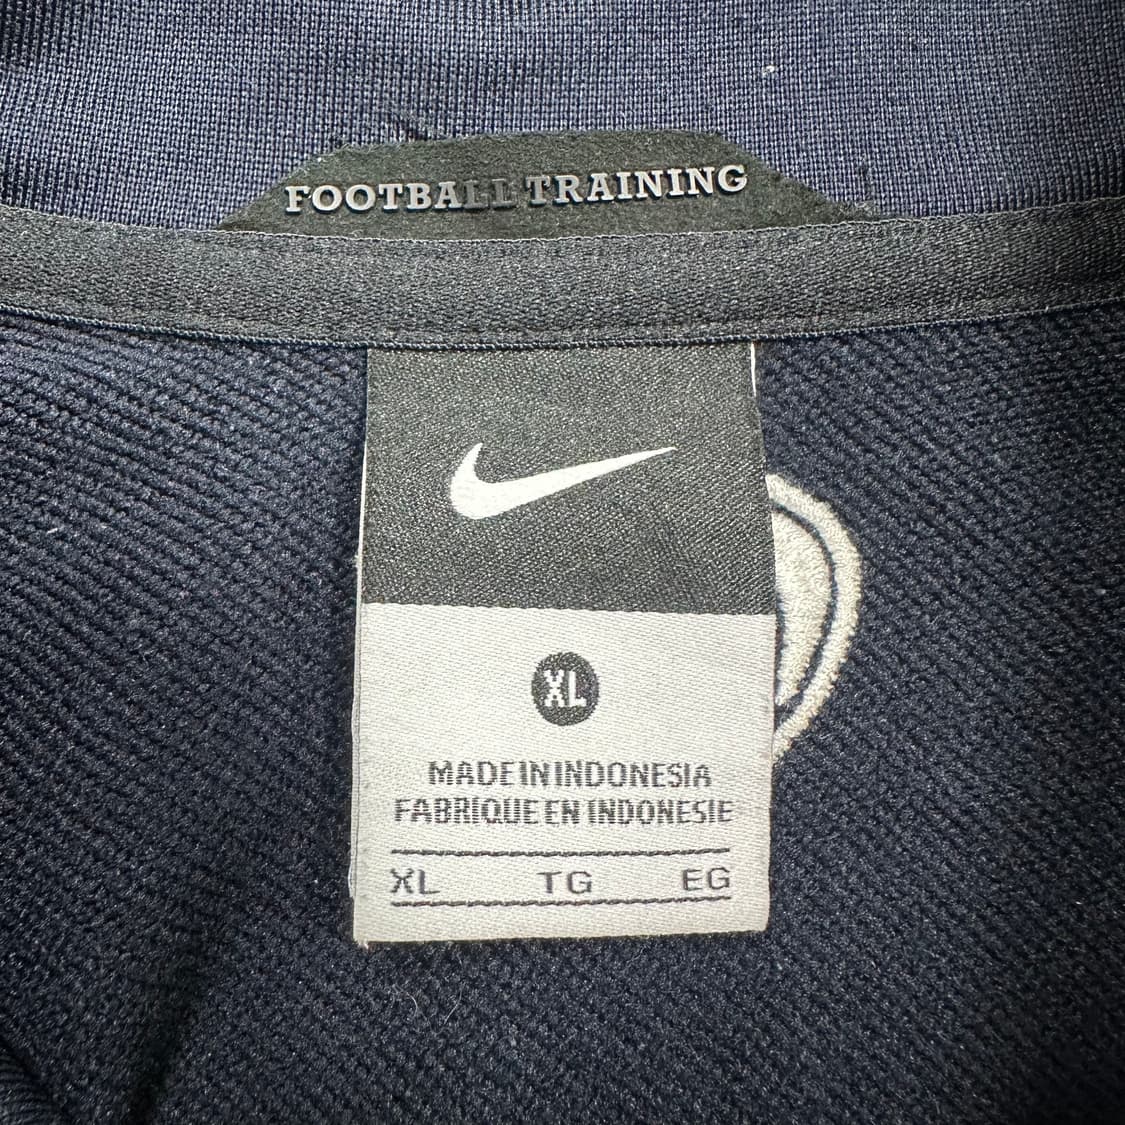 FOOTBALL TRAINING
XL
MADE IN INDONESIA
FABRIQUE EN INDONESIE
XL TG EG